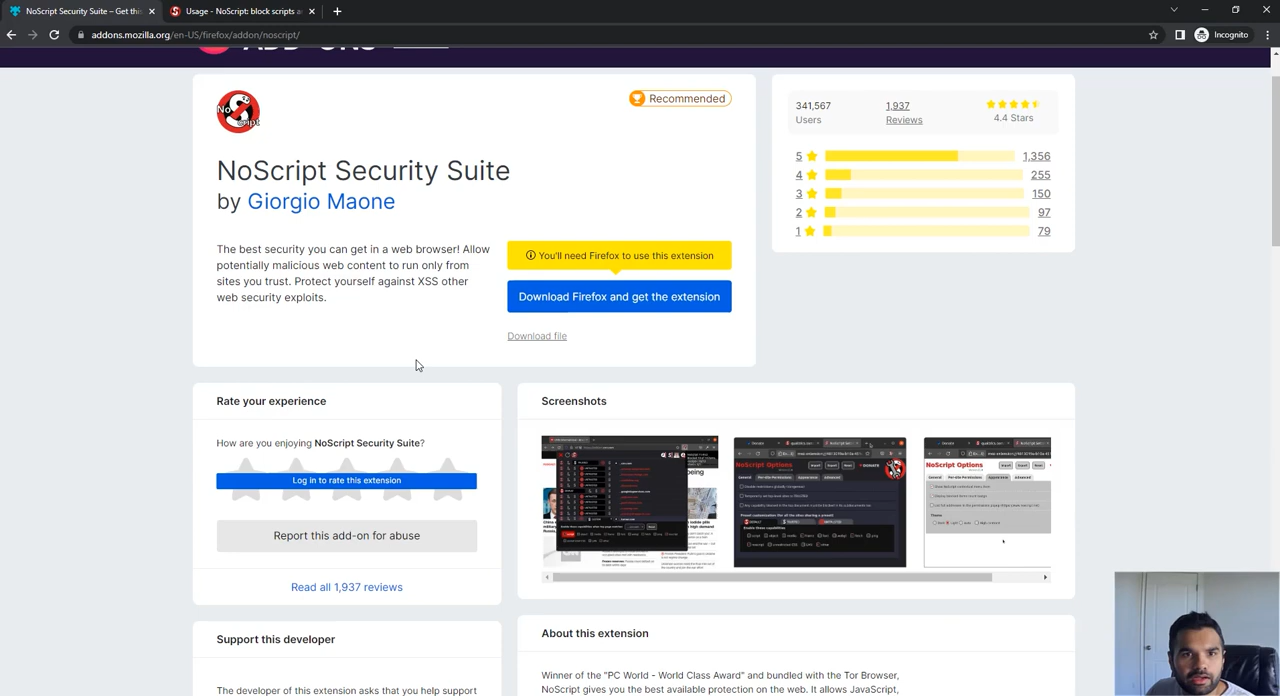 NoScript Security Suite – Get this
Usage - NoScript: block scripts a
addons.mozilla.org/en-US/firefox/addon/noscript/
Incognito
ADD-ONS
NoScript
Recommended
NoScript Security Suite
by Giorgio Maone
The best security you can get in a web browser! Allow
potentially malicious web content to run only from
sites you trust. Protect yourself against XSS other
web security exploits.
You'll need Firefox to use this extension
Download Firefox and get the extension
Download file
341,567
Users
1,937
Reviews
4.4 Stars
5 1,356
4 255
3 150
2 97
1 79
Rate your experience
How are you enjoying NoScript Security Suite?
Log in to rate this extension
Report this add-on for abuse
Read all 1,937 reviews
Screenshots
NoScript Options
NoScript Options
Support this developer
The developer of this extension asks that you help support
About this extension
Winner of the "PC World - World Class Award" and bundled with the Tor Browser,
NoScript gives you the best available protection on the web. It allows JavaScript,